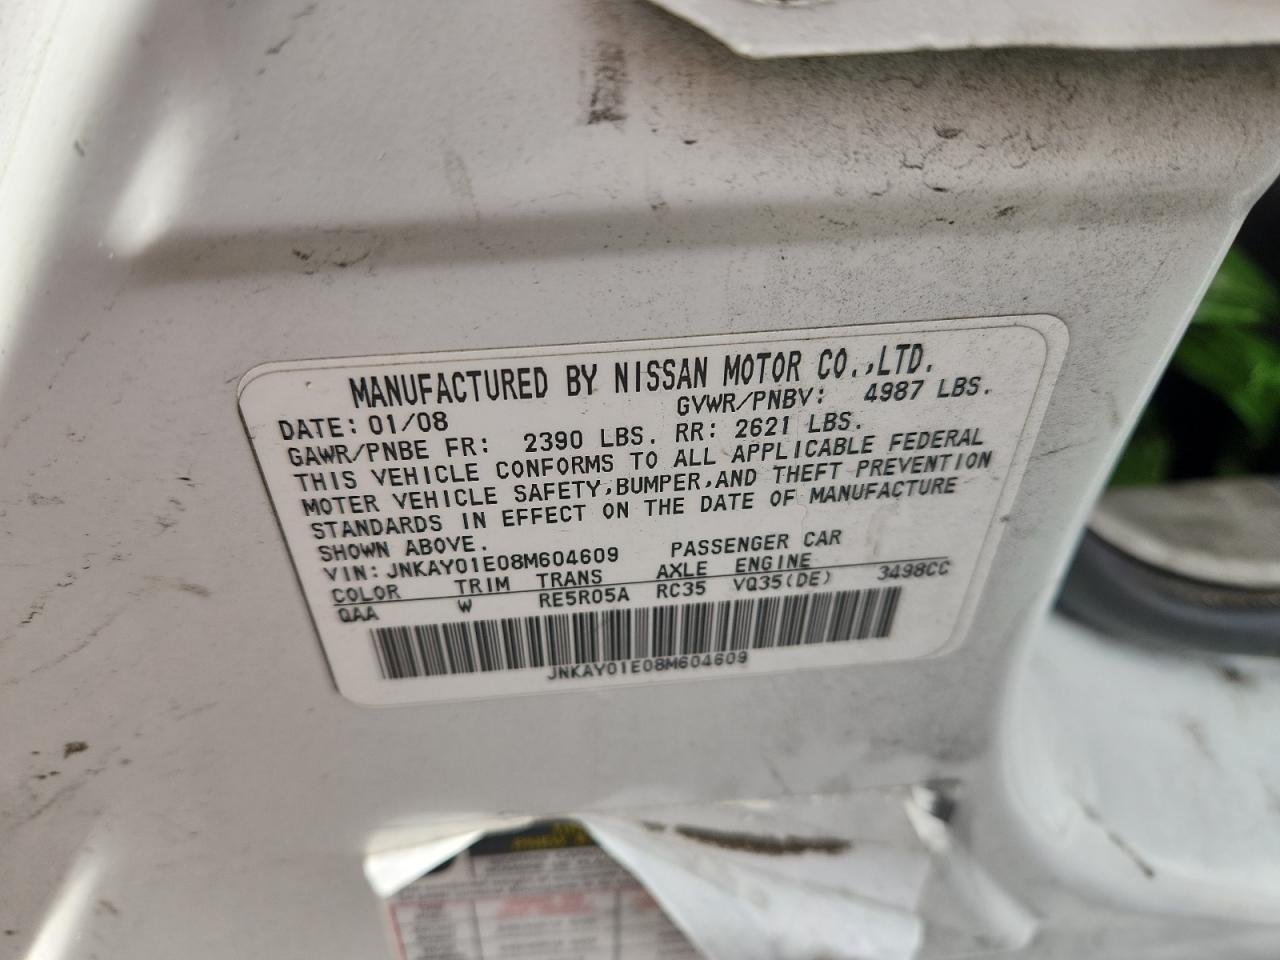 MANUFACTURED BY NISSAN MOTOR CO.,LTD.
DATE: 01/08 GVWR/PNBV: 4987 LBS.
GAWR/PNBE FR: 2390 LBS. RR: 2621 LBS.
THIS VEHICLE CONFORMS TO ALL APPLICABLE FEDERAL
MOTER VEHICLE SAFETY,BUMPER,AND THEFT PREVENTION
STANDARDS IN EFFECT ON THE DATE OF MANUFACTURE
SHOWN ABOVE.
VIN: JNKAY01E08M604609 PASSENGER CAR
COLOR TRIM TRANS AXLE ENGINE
QAA W RE5R05A RC35 VQ35(DE) 3498CC
JNKAY01E08M604609